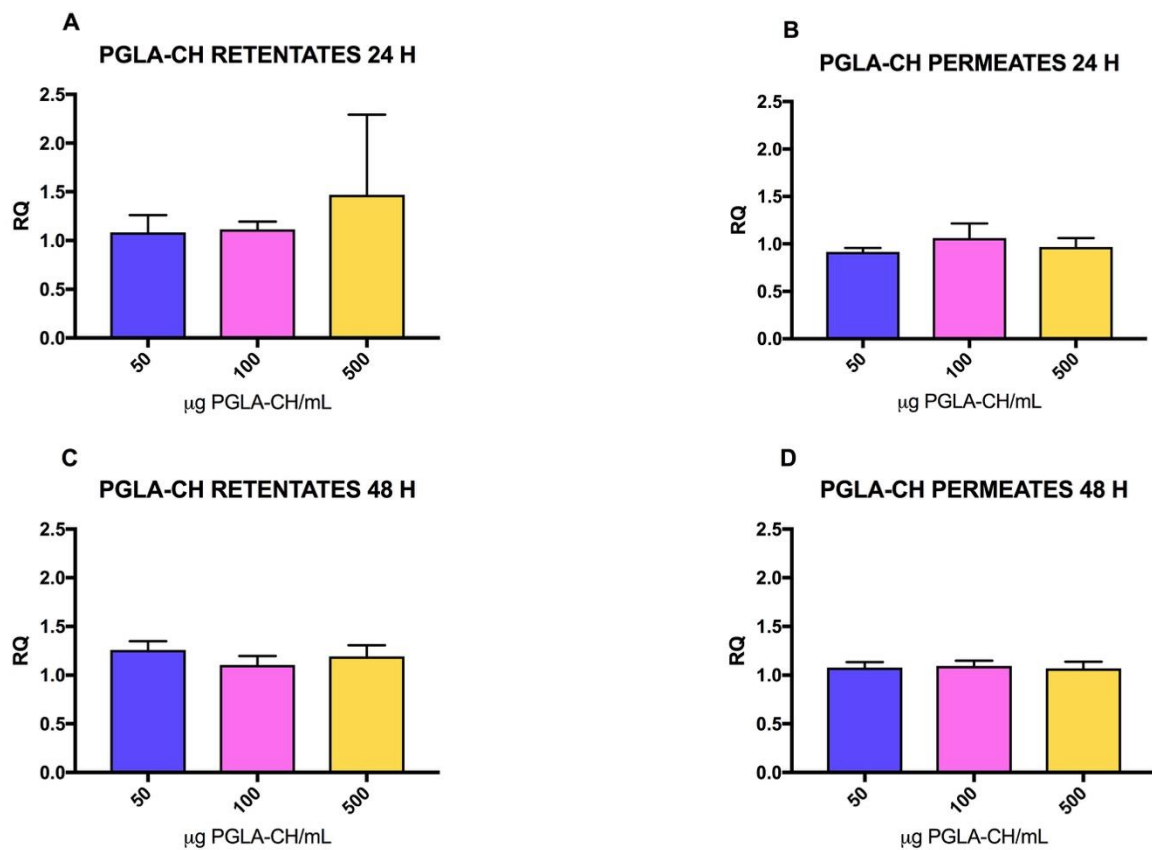 A
PGLA-CH RETENTATES 24 H
2.5
2.0
1.5
1.0
0.5
0.0
RQ
50
100
500
μg PGLA-CH/mL
B
PGLA-CH PERMEATES 24 H
2.5
2.0
1.5
1.0
0.5
0.0
RQ
50
100
500
μg PGLA-CH/mL
C
PGLA-CH RETENTATES 48 H
2.5
2.0
1.5
1.0
0.5
0.0
RQ
50
100
500
μg PGLA-CH/mL
D
PGLA-CH PERMEATES 48 H
2.5
2.0
1.5
1.0
0.5
0.0
RQ
50
100
500
μg PGLA-CH/mL